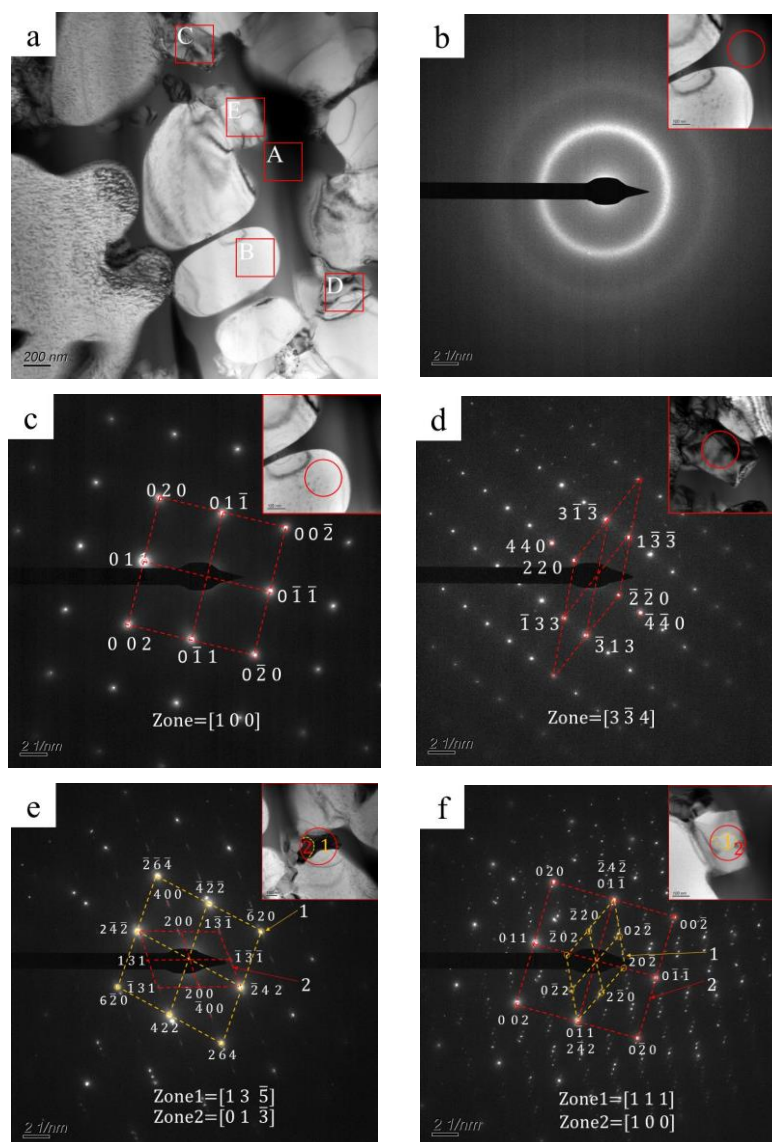 a
C
E
A
B
D
200 nm
b
2 1/nm
c
0 2 0
0 1 1̄
0 0 2̄
0 1 1
0 1̄ 1̄
0 0 2
0 1̄ 1
0 2̄ 0
Zone=[1 0 0]
2 1/nm
d
3 1̄ 3̄
1 3̄ 3̄
4 4 0
2 2 0
2̄ 2̄ 0
4̄ 4̄ 0
1̄ 3 3
3̄ 1 3
Zone=[3 3̄ 4]
2 1/nm
e
2 1
2̄ 6̄ 4̄
4 0 0
4̄ 2̄ 2̄
6̄ 2 0
1
2 4̄ 2̄
2 0 0
1 3̄ 1̄
1 3 1
1̄ 3̄ 1̄
2
1̄ 3 1
6 2̄ 0
2 0 0
2̄ 4 2
4̄ 0 0
4 2 2
2 6 4
Zone1=[1 3 5̄]
Zone2=[0 1 3̄]
2 1/nm
f
1 2
0 2 0
2̄ 4 2̄
0 1 1̄
0 0 2̄
2̄ 2 0
0 1 1
2̄ 0 2
0 2 2̄
1
2 0 2̄
0 1̄ 1̄
0 2̄ 2
2 2̄ 0
2
0 0 2
0 1̄ 1
2 4̄ 2
0 2̄ 0
Zone1=[1 1 1]
Zone2=[1 0 0]
2 1/nm